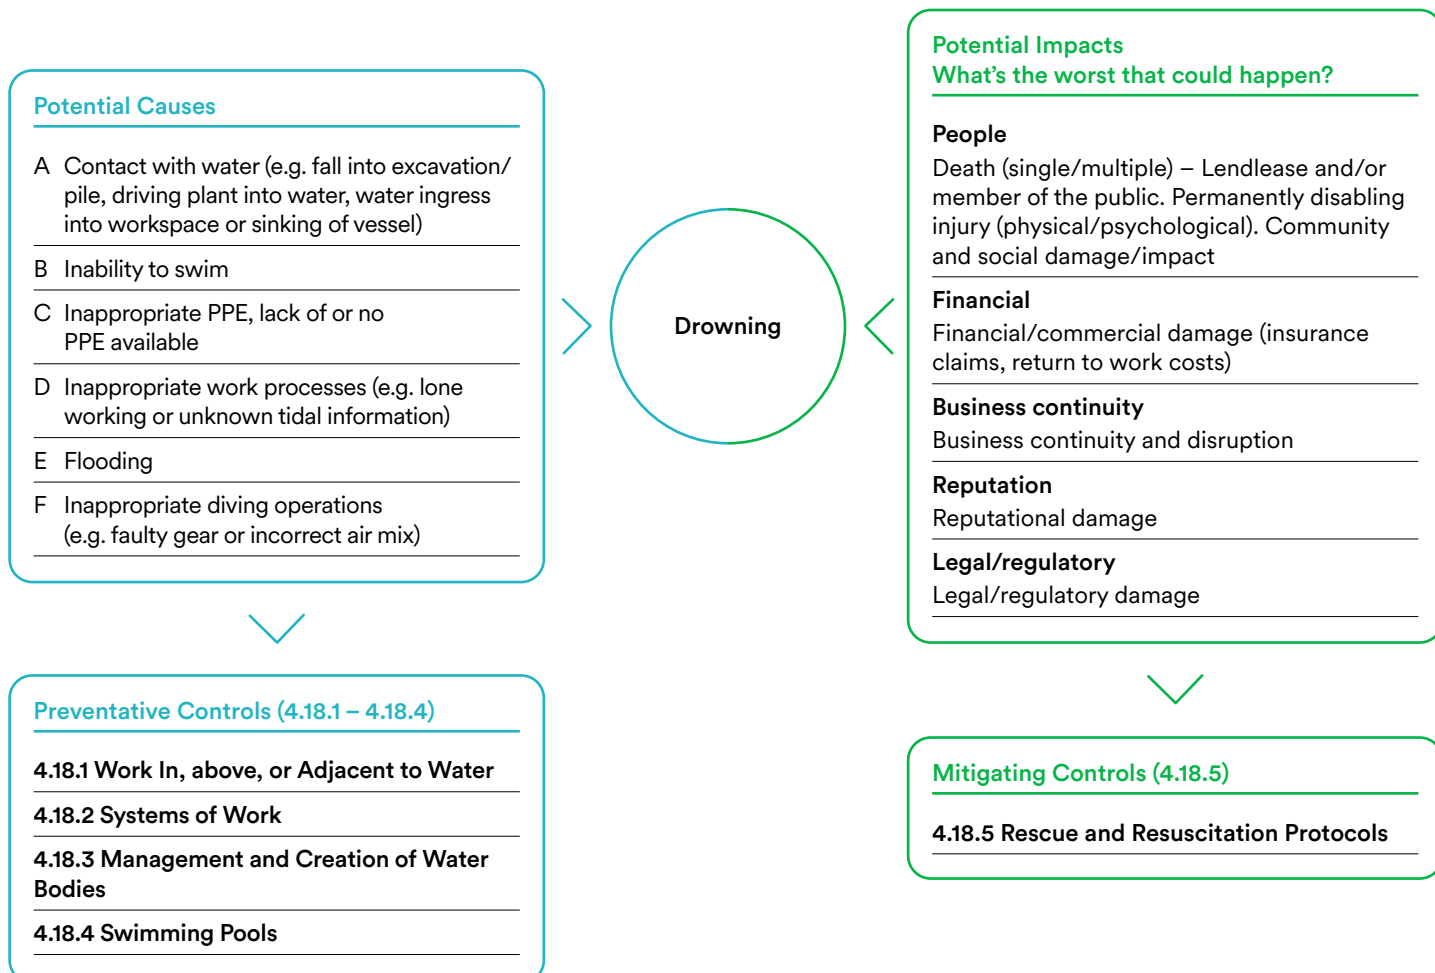 Potential Causes
A Contact with water (e.g. fall into excavation/
pile, driving plant into water, water ingress
into workspace or sinking of vessel)
B Inability to swim
C Inappropriate PPE, lack of or no
PPE available
D Inappropriate work processes (e.g. lone
working or unknown tidal information)
E Flooding
F Inappropriate diving operations
(e.g. faulty gear or incorrect air mix)
Preventative Controls (4.18.1 – 4.18.4)
4.18.1 Work In, above, or Adjacent to Water
4.18.2 Systems of Work
4.18.3 Management and Creation of Water
Bodies
4.18.4 Swimming Pools
Drowning
Potential Impacts
What’s the worst that could happen?
People
Death (single/multiple) – Lendlease and/or
member of the public. Permanently disabling
injury (physical/psychological). Community
and social damage/impact
Financial
Financial/commercial damage (insurance
claims, return to work costs)
Business continuity
Business continuity and disruption
Reputation
Reputational damage
Legal/regulatory
Legal/regulatory damage
Mitigating Controls (4.18.5)
4.18.5 Rescue and Resuscitation Protocols